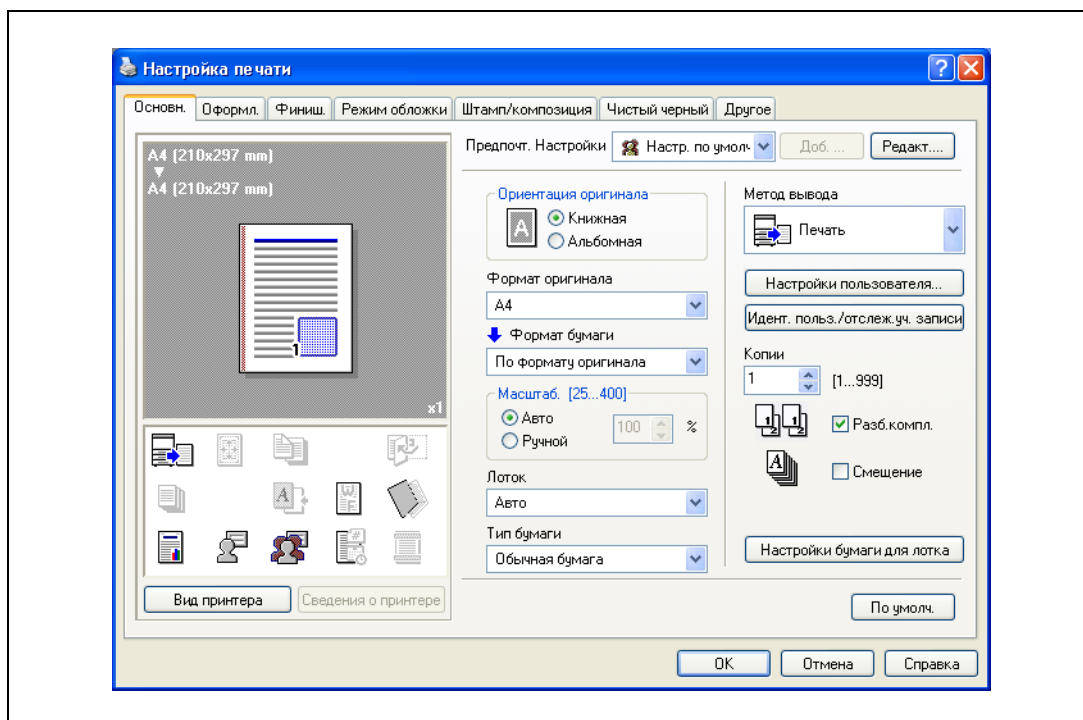 Настройка печати
Основн. Оформл. Финиш. Режим обложки Штамп/композиция Чистый черный Другое
A4 (210x297 mm)
A4 (210x297 mm)
1
x1
Вид принтера Сведения о принтере
Предпочт. Настройки Настр. по умолч Доб. ... Редакт....
Ориентация оригинала
A
Книжная
Альбомная
Формат оригинала
A4
Формат бумаги
По формату оригинала
Масштаб. [25...400]
Авто
100 %
Ручной
Лоток
Авто
Тип бумаги
Обычная бумага
Метод вывода
Печать
Настройки пользователя...
Идент. польз./отслеж.уч. записи
Копии
1 [1...999]
Разб.компл.
Смещение
Настройки бумаги для лотка
По умолч.
OK Отмена Справка